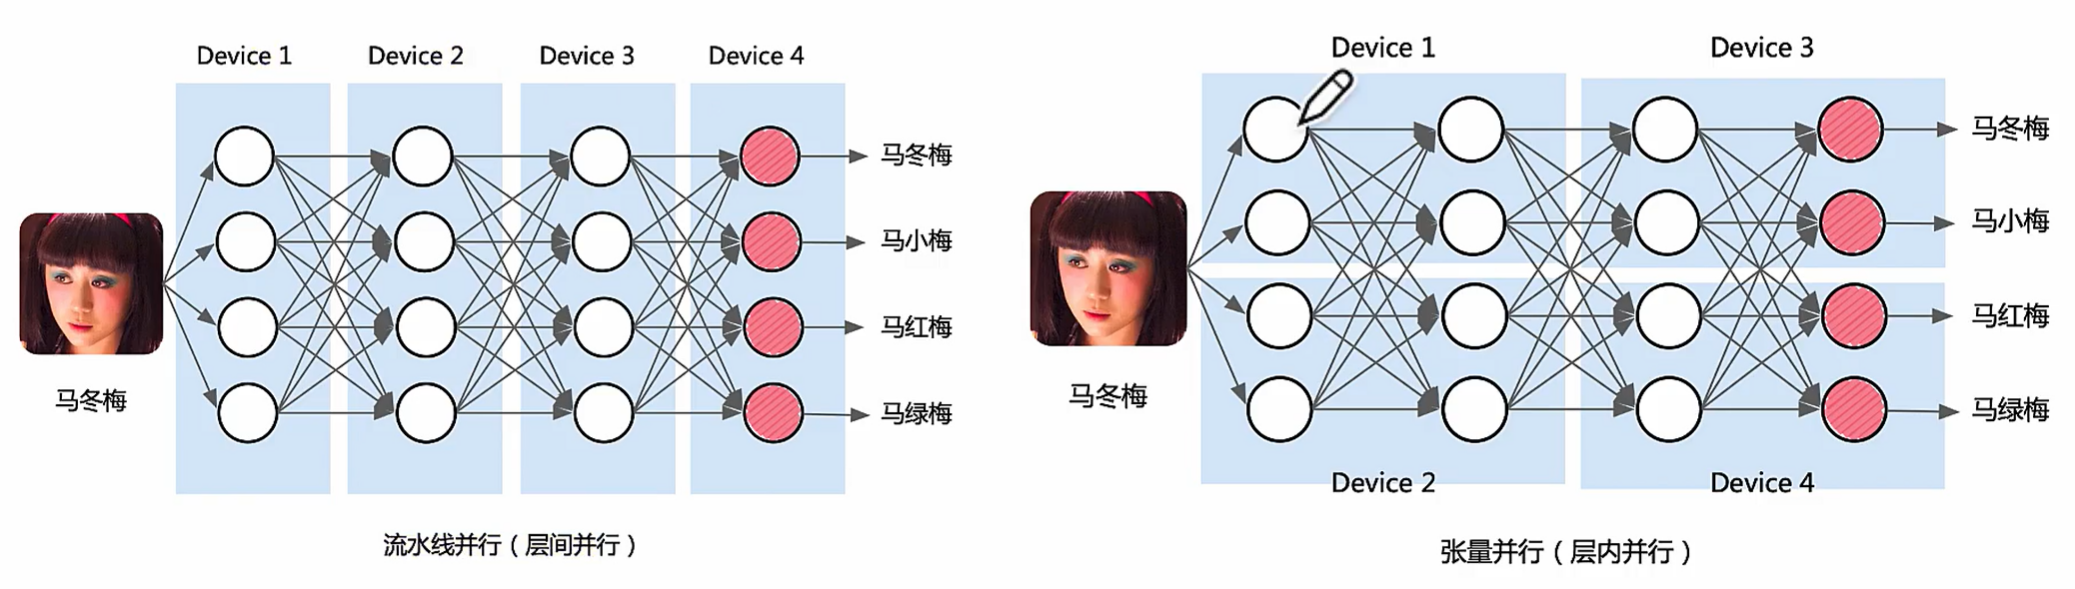 Device 1
Device 2
Device 3
Device 4
马冬梅
马小梅
马红梅
马绿梅
马冬梅
流水线并行（层间并行）
Device 1
Device 3
马冬梅
马小梅
马红梅
马绿梅
马冬梅
Device 2
Device 4
张量并行（层内并行）